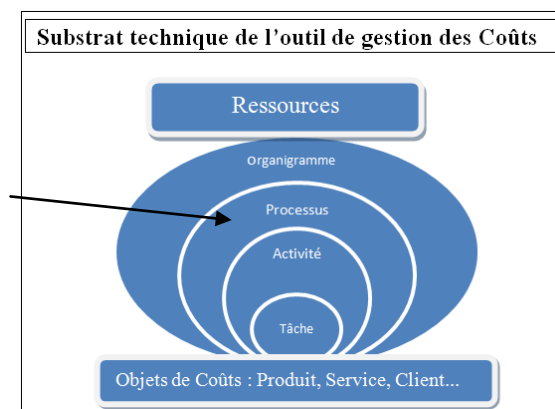 Substrat technique de l'outil de gestion des Coûts
Ressources
Organigramme
Processus
Activité
Tâche
Objets de Coûts : Produit, Service, Client...